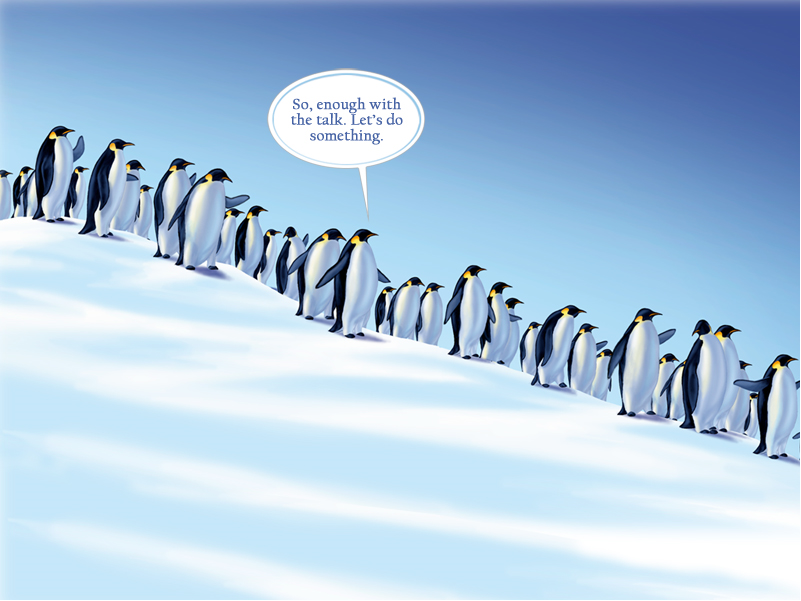 So, enough with
the talk. Let's do
something.